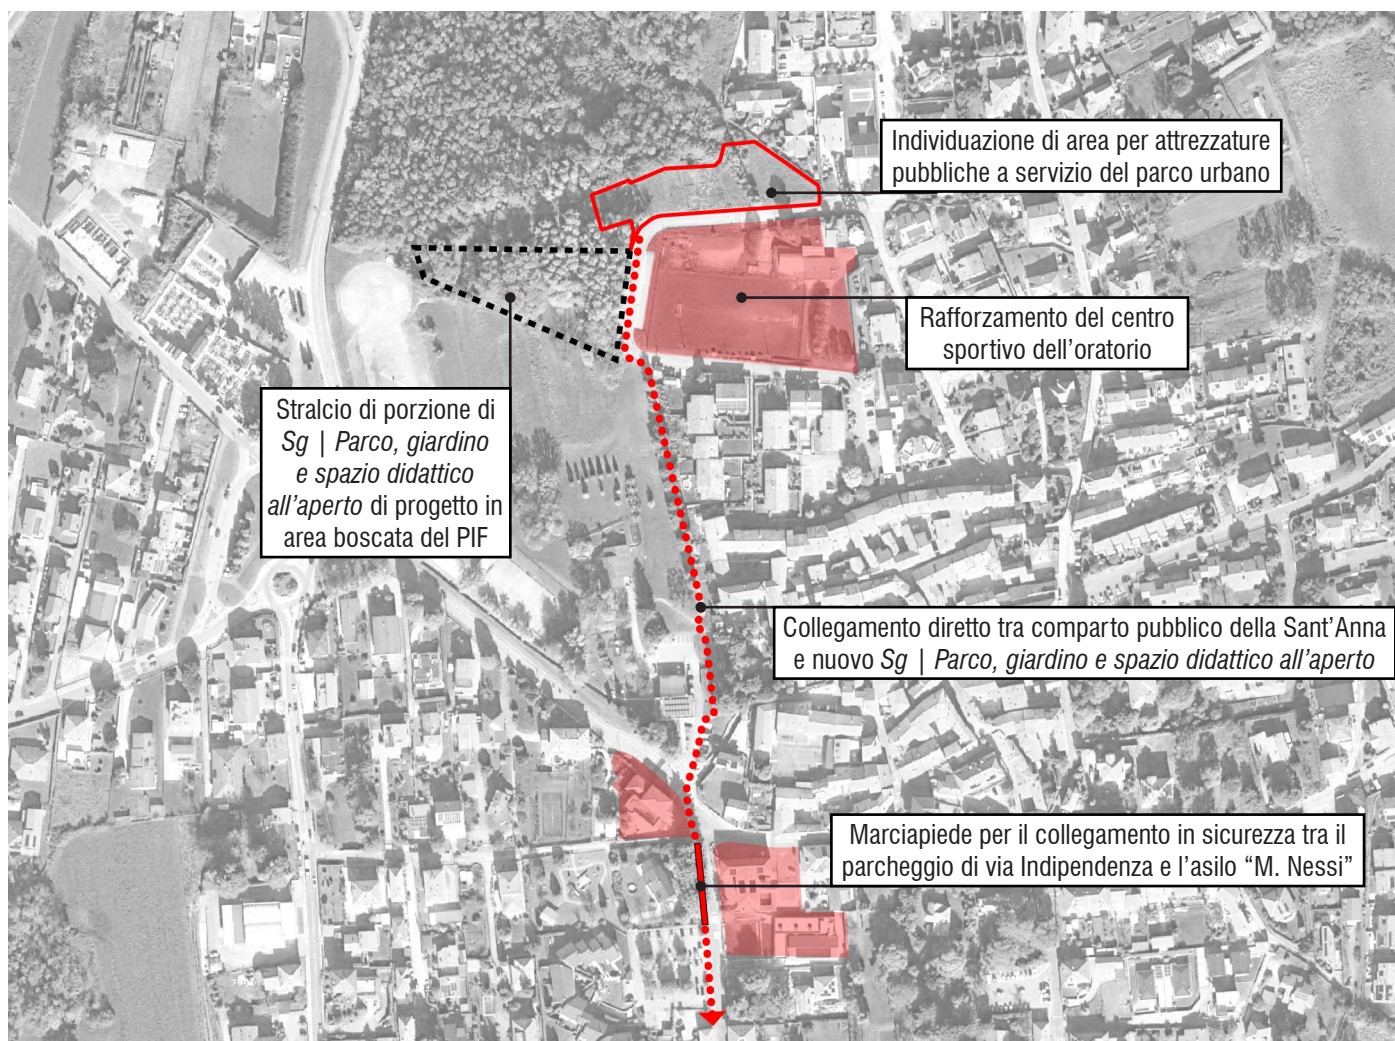 Individuazione di area per attrezzature
pubbliche a servizio del parco urbano
Rafforzamento del centro
sportivo dell’oratorio
Stralcio di porzione di
Sg | Parco, giardino
e spazio didattico
all’aperto di progetto in
area boscata del PIF
Collegamento diretto tra comparto pubblico della Sant’Anna
e nuovo Sg | Parco, giardino e spazio didattico all’aperto
Marciapiede per il collegamento in sicurezza tra il
parcheggio di via Indipendenza e l’asilo “M. Nessi”